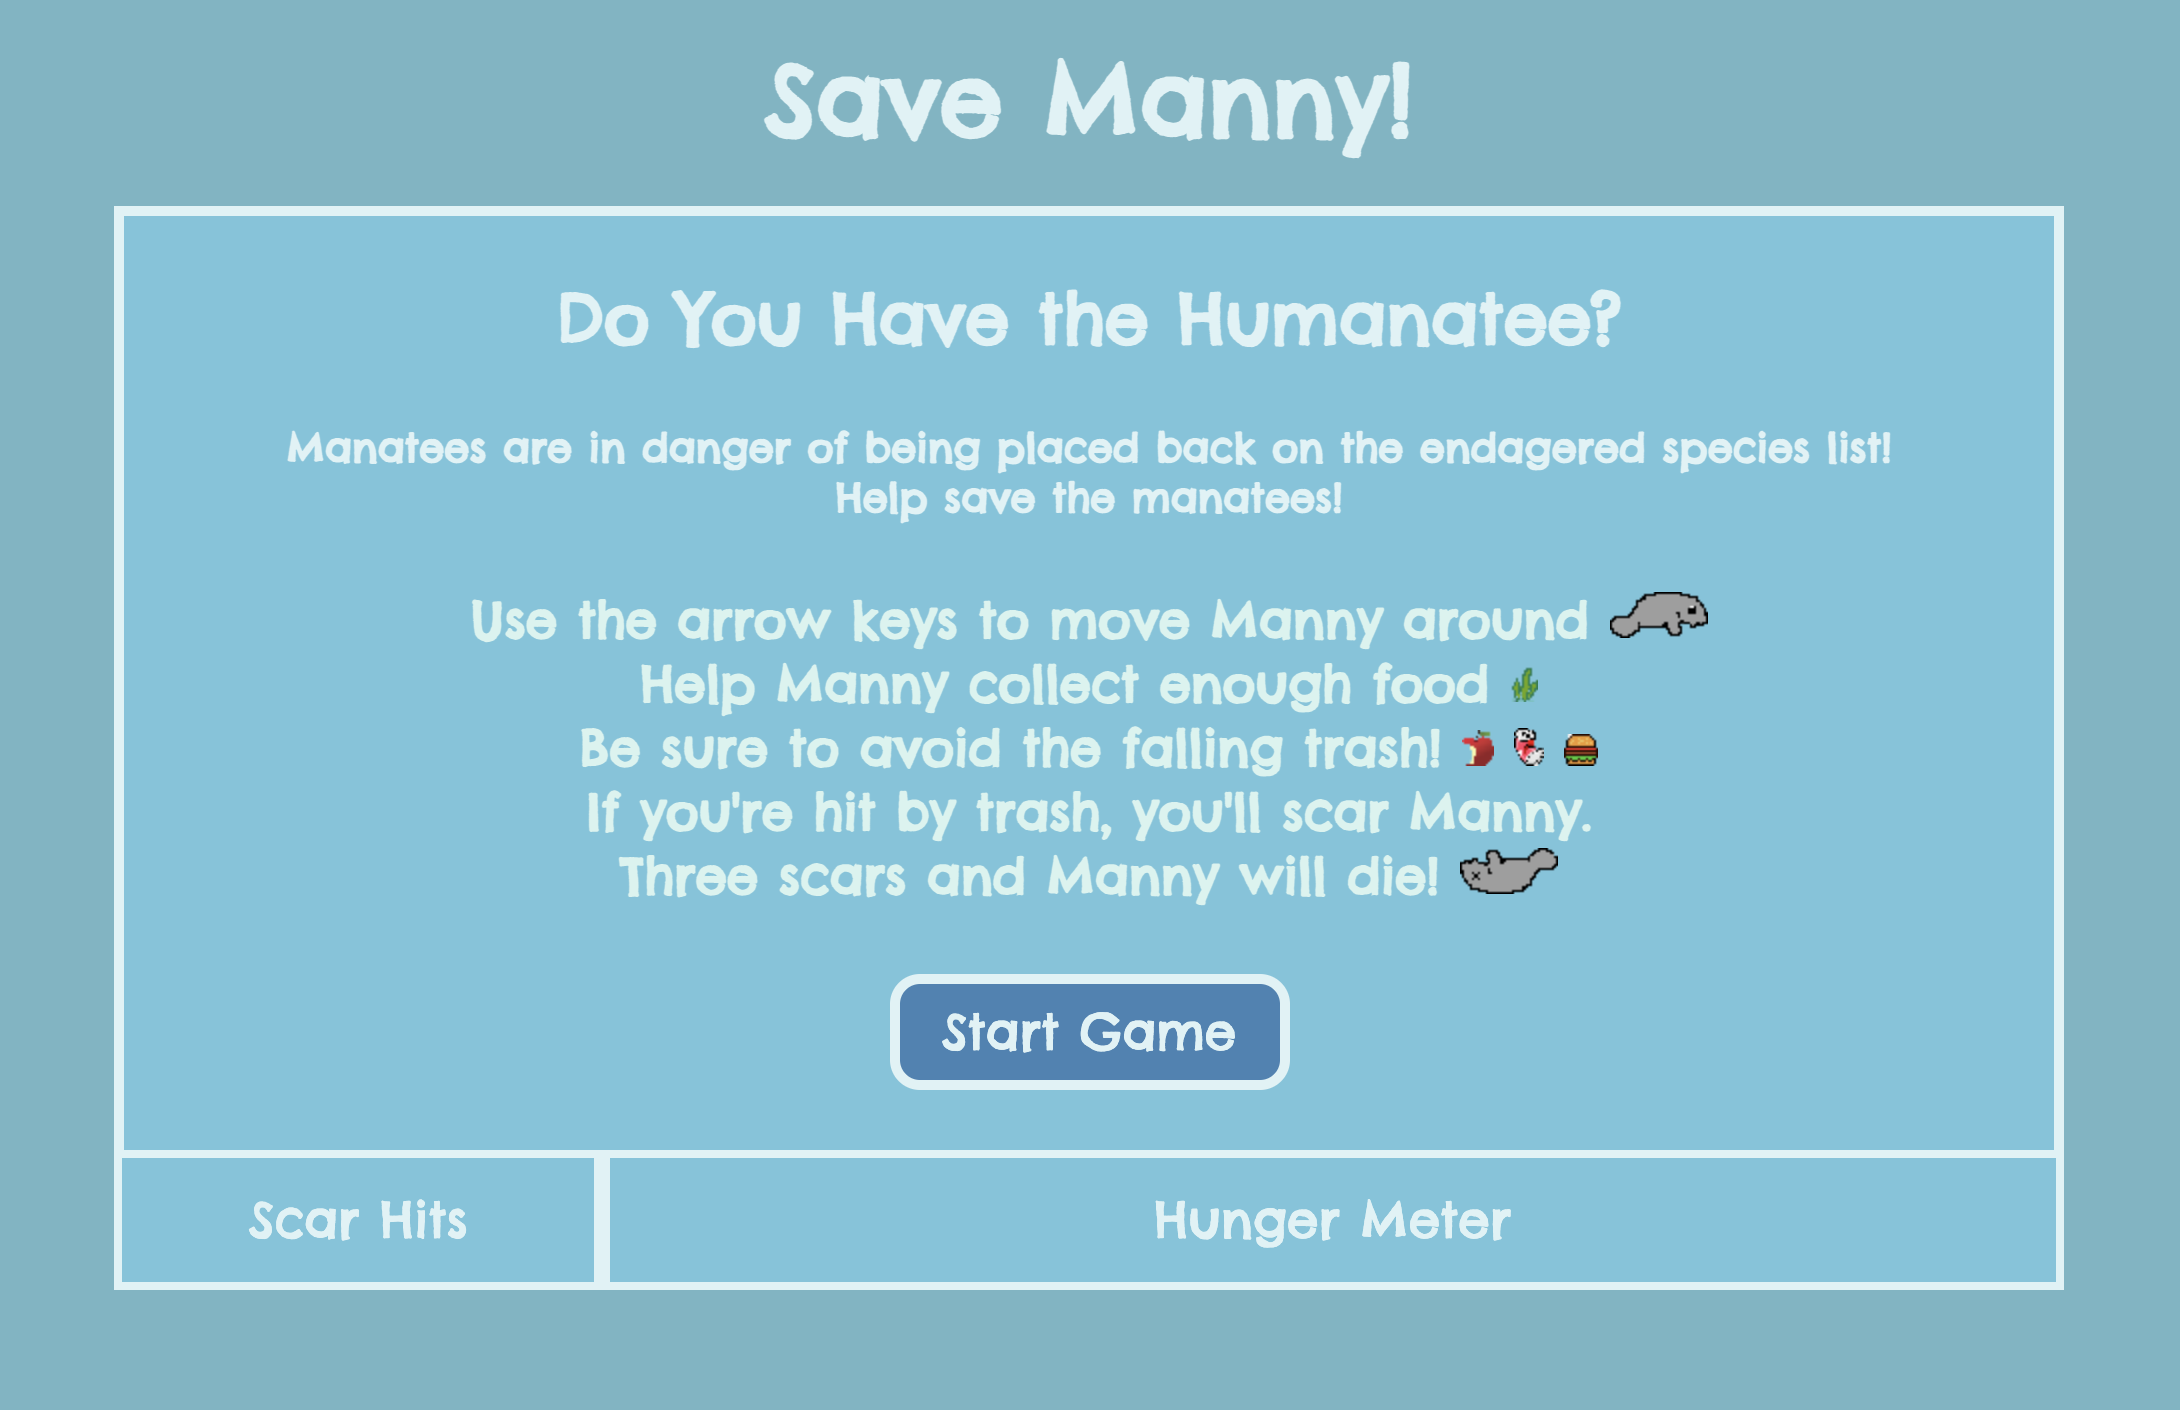 Save Manny!
Do You Have the Humanatee?
Manatees are in danger of being placed back on the endagered species list!
Help save the manatees!
Use the arrow keys to move Manny around
Help Manny collect enough food
Be sure to avoid the falling trash!
If you're hit by trash, you'll scar Manny.
Three scars and Manny will die!
Start Game
Scar Hits
Hunger Meter